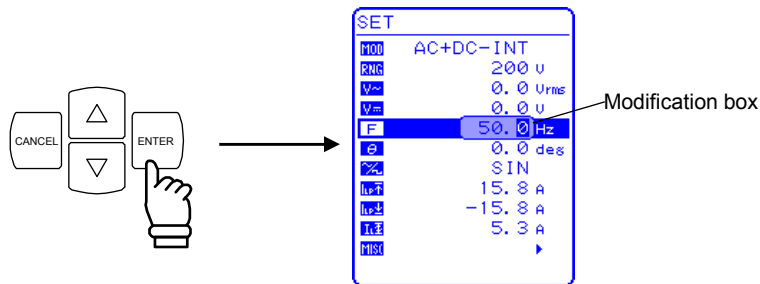 CANCEL
△
▽
ENTER
SET
MOD AC+DC-INT
RNG 200 V
V~ 0.0 Vrms
V⎓ 0.0 V
F 50.0 Hz
θ 0.0 deg
SIN
15.8 A
-15.8 A
5.3 A
MISC
Modification box